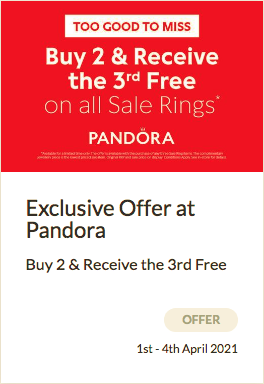 TOO GOOD TO MISS
Buy 2 & Receive
the 3rd Free
on all Sale Rings*
PANDÖRA
Exclusive Offer at
Pandora
Buy 2 & Receive the 3rd Free
OFFER
1st - 4th April 2021